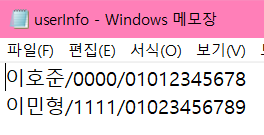 userInfo - Windows 메모장
파일(F) 편집(E) 서식(O) 보기(V)
이호준/0000/01012345678
이민형/1111/01023456789